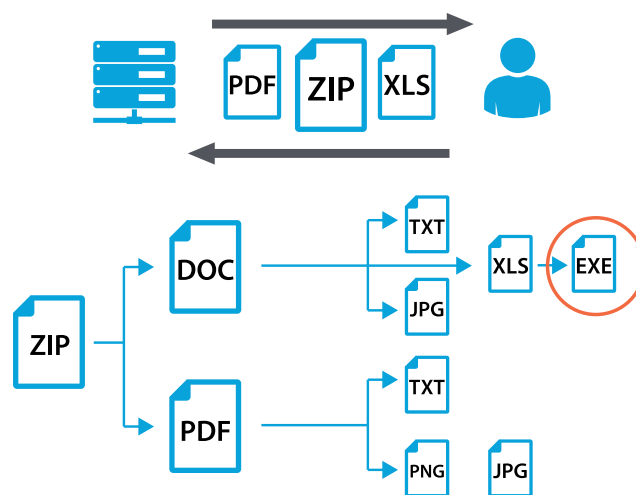 PDF
ZIP
XLS
TXT
DOC
XLS
EXE
JPG
ZIP
TXT
PDF
PNG
JPG